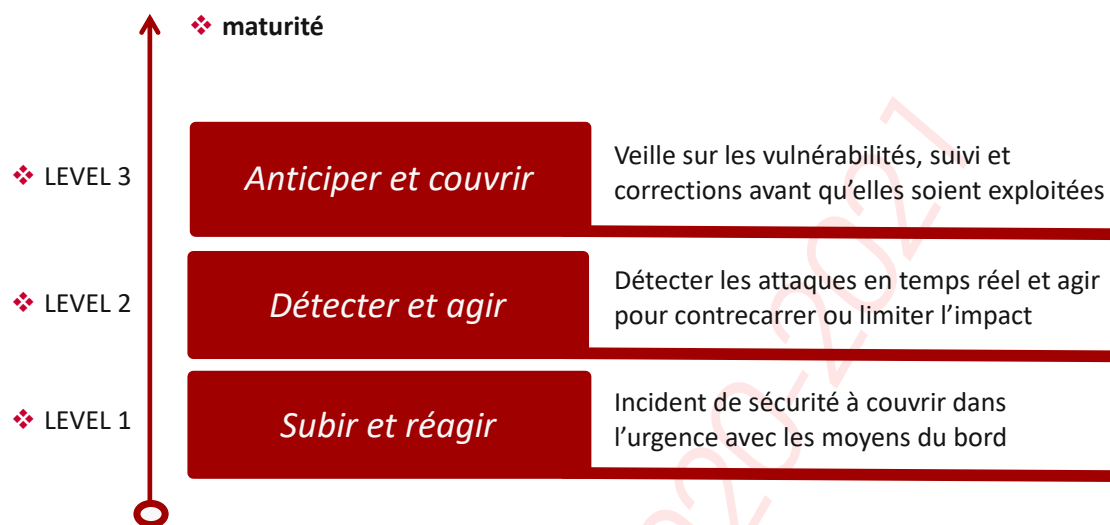 ❖ maturité
❖ LEVEL 3
Anticiper et couvrir
Veille sur les vulnérabilités, suivi et
corrections avant qu’elles soient exploitées
❖ LEVEL 2
Détecter et agir
Détecter les attaques en temps réel et agir
pour contrecarrer ou limiter l’impact
❖ LEVEL 1
Subir et réagir
Incident de sécurité à couvrir dans
l’urgence avec les moyens du bord
2020-2021